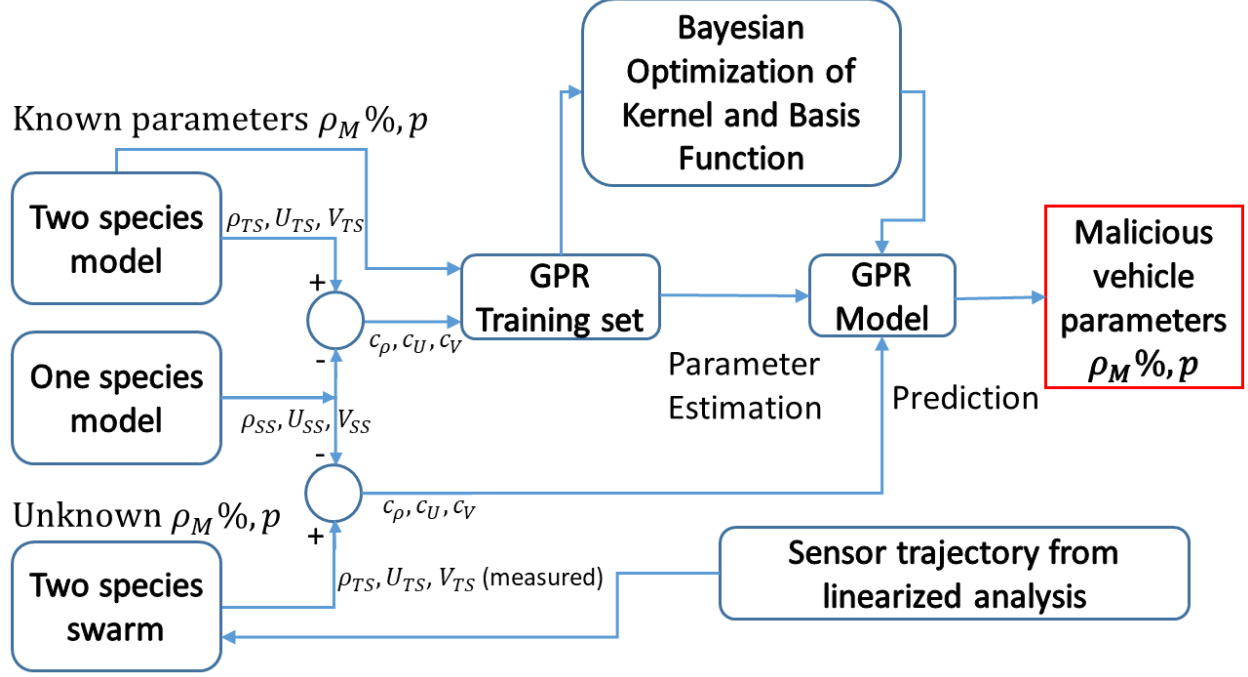 Bayesian
Optimization of
Kernel and Basis
Function
Known parameters ρ_M%, p
Two species
model
ρ_TS, U_TS, V_TS
+
-
c_ρ, c_U, c_V
GPR
Training set
GPR
Model
Malicious
vehicle
parameters
ρ_M%, p
One species
model
ρ_SS, U_SS, V_SS
Parameter
Estimation
Prediction
-
+
c_ρ, c_U, c_V
Unknown ρ_M%, p
Two species
swarm
ρ_TS, U_TS, V_TS (measured)
Sensor trajectory from
linearized analysis